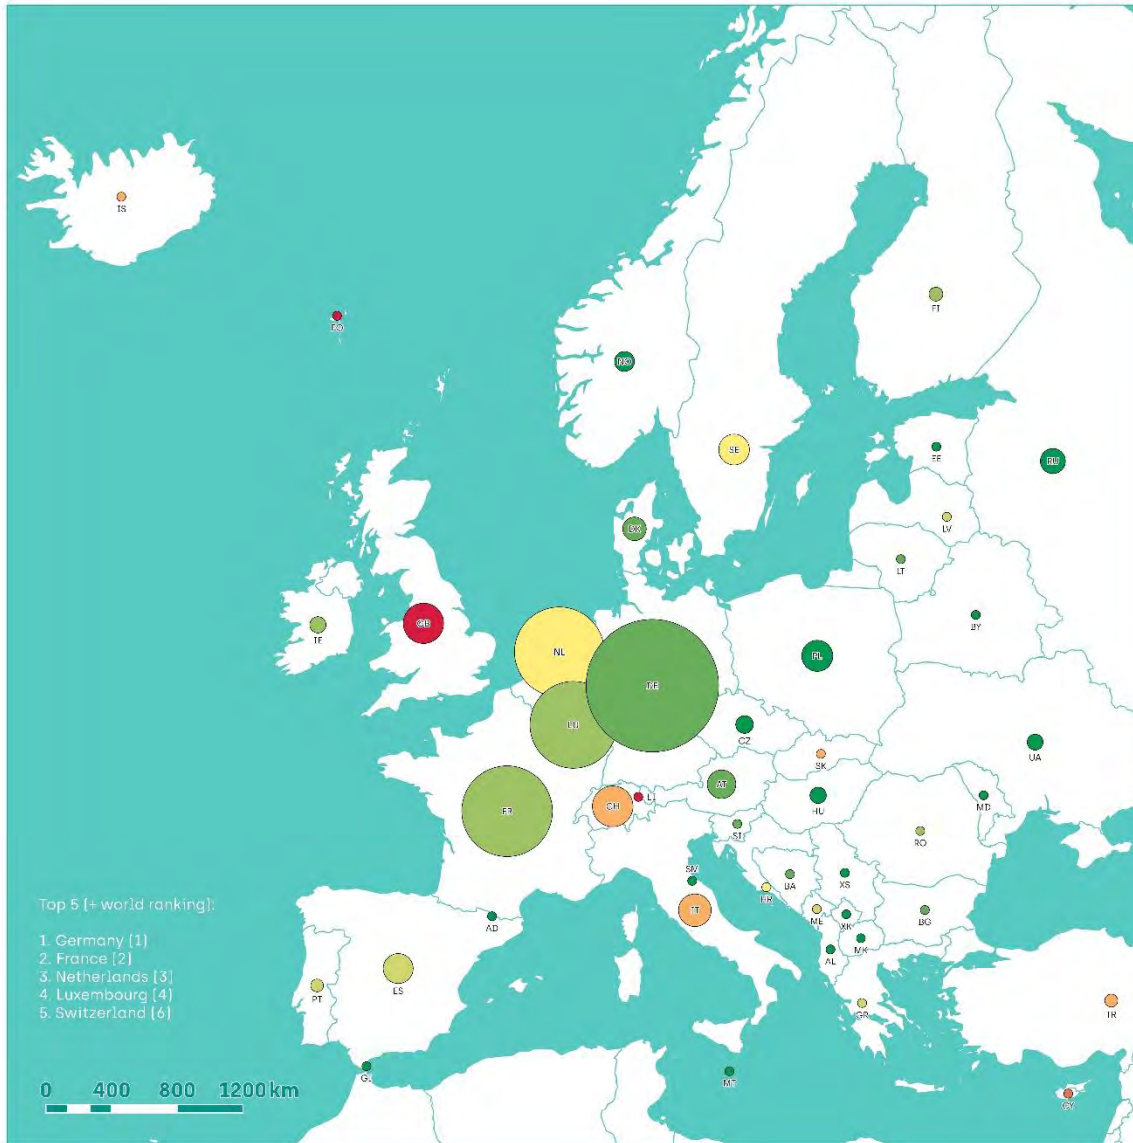 IS
FO
FI
NO
SE
EE
RU
DK
LV
LT
BY
GB
IE
NL
PL
DE
LU
CZ
UA
SK
AT
HU
MD
CH
LI
FR
SI
RO
SM
BA
XS
HR
ME
XK
BG
IT
AD
MK
AL
Top 5 (+ world ranking):
1. Germany (1)
2. France (2)
3. Netherlands (3)
4. Luxembourg (4)
5. Switzerland (6)
PT
ES
GR
TR
GI
MT
CY
0 400 800 1200 km